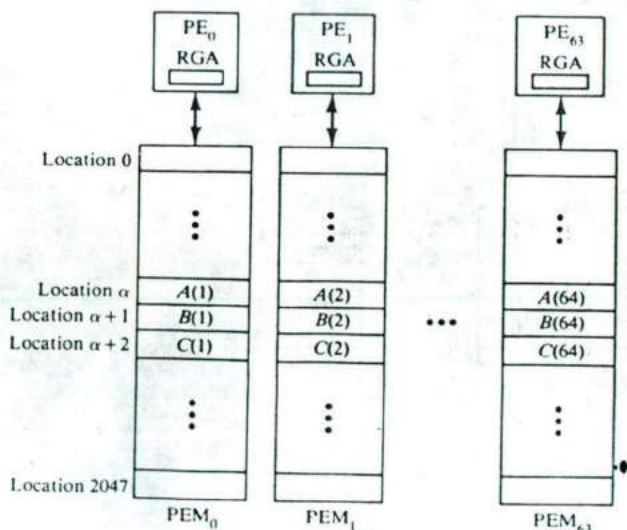 PE0 PE1 PE63
RGA RGA RGA
Location 0
Location α A(1) A(2) A(64)
Location α + 1 B(1) B(2) B(64)
Location α + 2 C(1) C(2) C(64)
Location 2047
PEM0 PEM1 PEM63